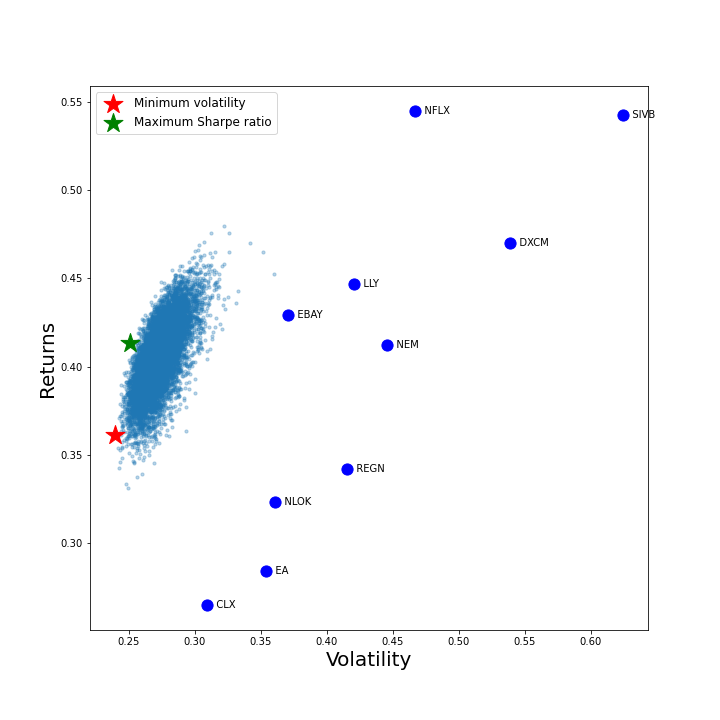 Minimum volatility
Maximum Sharpe ratio
NFLX
SIVB
DXCM
LLY
EBAY
NEM
REGN
NLOK
EA
CLX
0.55
0.50
0.45
0.40
0.35
0.30
Returns
0.25
0.30
0.35
0.40
0.45
0.50
0.55
0.60
Volatility